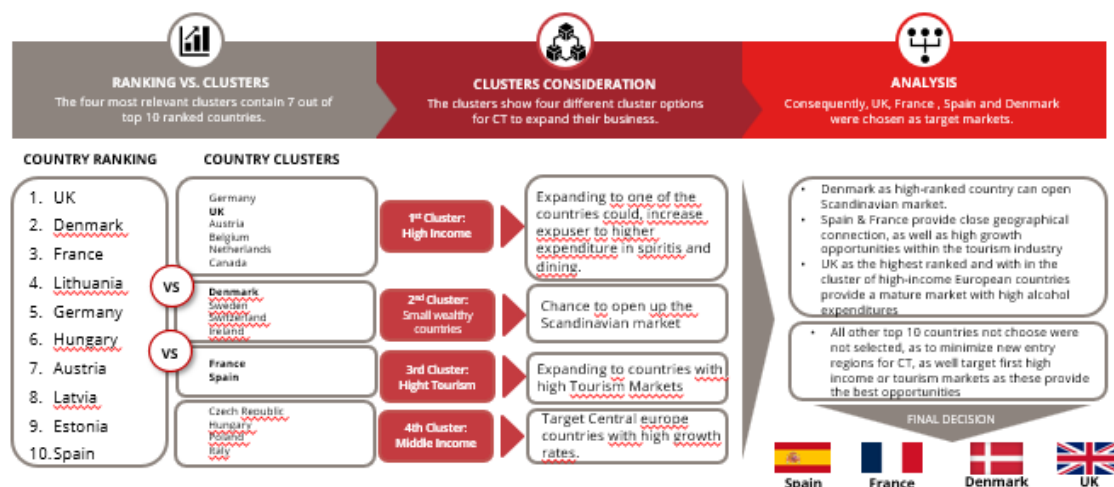 RANKING VS. CLUSTERS
The four most relevant clusters contain 7 out of
top 10 ranked countries.
CLUSTERS CONSIDERATION
The clusters show four different cluster options
for CT to expand their business.
ANALYSIS
Consequently, UK, France , Spain and Denmark
were chosen as target markets.
COUNTRY RANKING
1. UK
2. Denmark
3. France
4. Lithuania
5. Germany
6. Hungary
7. Austria
8. Latvia
9. Estonia
10.Spain
VS
VS
COUNTRY CLUSTERS
Germany
UK
Austria
Belgium
Netherlands
Canada
Denmark
Sweden
Switzerland
Ireland
France
Spain
Czech Republic
Hungary
Poland
Italy
1st Cluster:
High Income
Expanding to one of the
countries could, increase
expuser to higher
expenditure in spiritis and
dining.
2nd Cluster:
Small wealthy
countries
Chance to open up the
Scandinavian market
3rd Cluster:
Hight Tourism
Expanding to countries with
high Tourism Markets
4th Cluster:
Middle Income
Target Central europe
countries with high growth
rates.
• Denmark as high-ranked country can open
Scandinavian market.
• Spain & France provide close geographical
connection, as well as high growth
opportunities within the tourism industry
• UK as the highest ranked and with in the
cluster of high-income European countries
provide a mature market with high alcohol
expenditures
• All other top 10 countries not choose were
not selected, as to minimize new entry
regions for CT, as well target first high
income or tourism markets as these provide
the best opportunities
FINAL DECISION
Spain
France
Denmark
UK